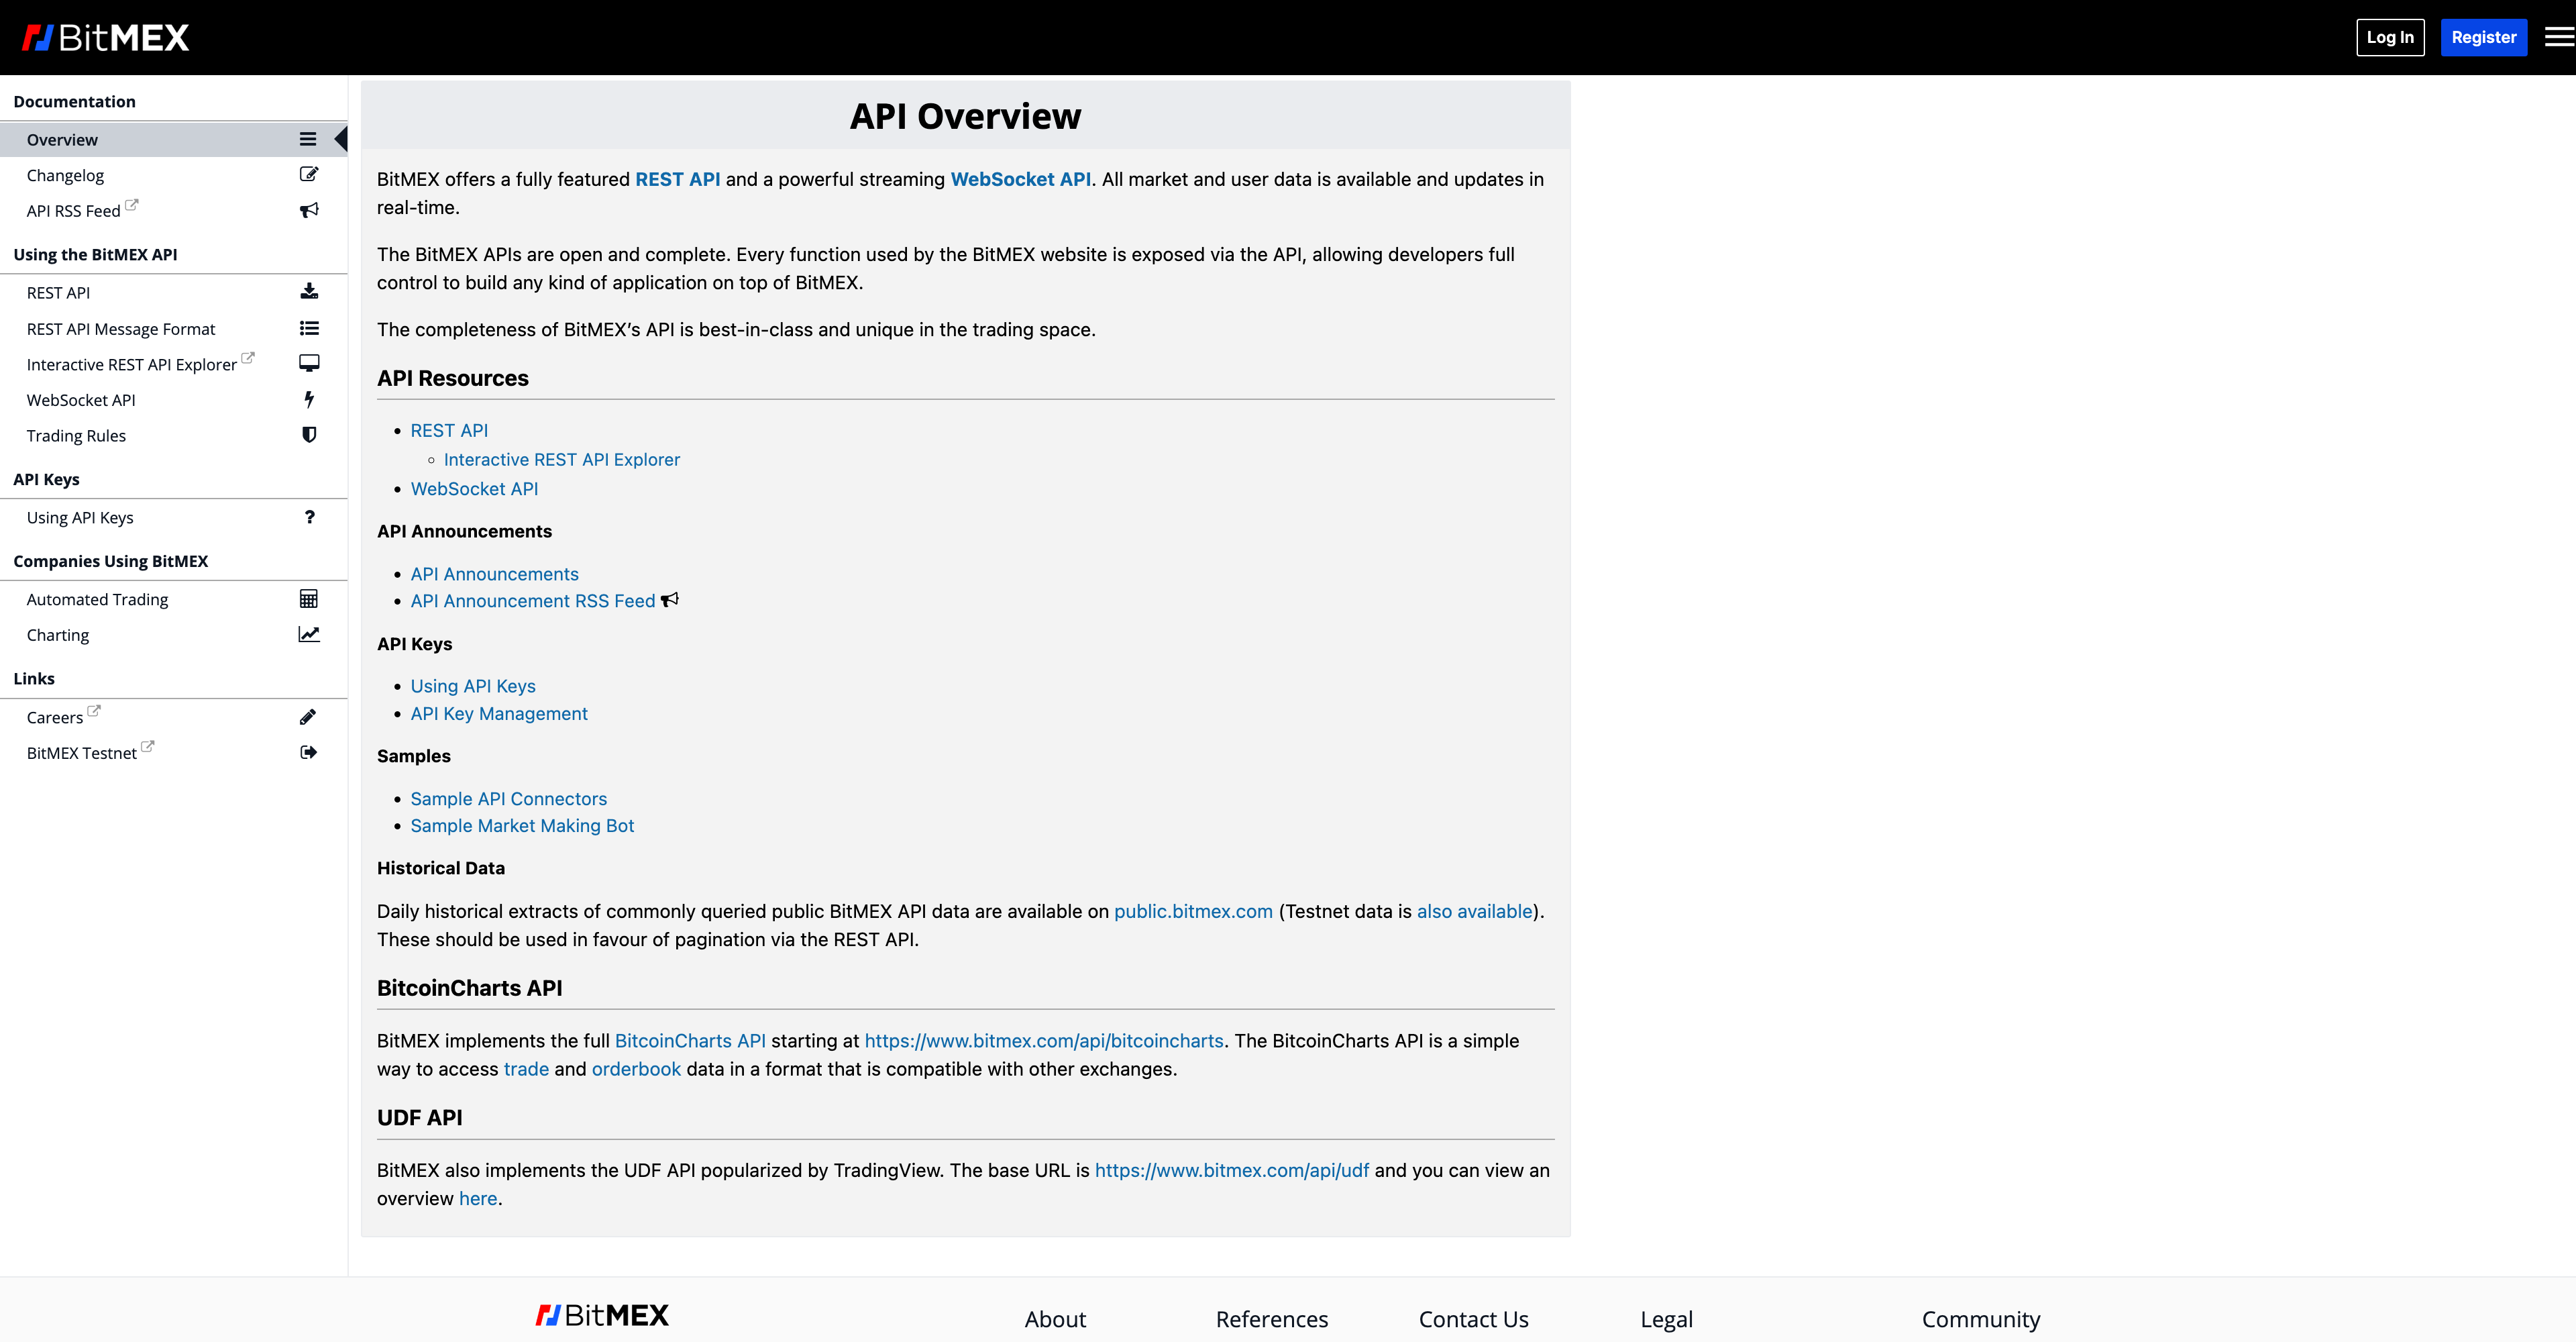 BitMEX
Log In
Register
Documentation
Overview
Changelog
API RSS Feed
Using the BitMEX API
REST API
REST API Message Format
Interactive REST API Explorer
WebSocket API
Trading Rules
API Keys
Using API Keys
?
Companies Using BitMEX
Automated Trading
Charting
Links
Careers
BitMEX Testnet
API Overview
BitMEX offers a fully featured REST API and a powerful streaming WebSocket API. All market and user data is available and updates in
real-time.
The BitMEX APIs are open and complete. Every function used by the BitMEX website is exposed via the API, allowing developers full
control to build any kind of application on top of BitMEX.
The completeness of BitMEX’s API is best-in-class and unique in the trading space.
API Resources
• REST API
◦ Interactive REST API Explorer
• WebSocket API
API Announcements
• API Announcements
• API Announcement RSS Feed
API Keys
• Using API Keys
• API Key Management
Samples
• Sample API Connectors
• Sample Market Making Bot
Historical Data
Daily historical extracts of commonly queried public BitMEX API data are available on public.bitmex.com (Testnet data is also available).
These should be used in favour of pagination via the REST API.
BitcoinCharts API
BitMEX implements the full BitcoinCharts API starting at https://www.bitmex.com/api/bitcoincharts. The BitcoinCharts API is a simple
way to access trade and orderbook data in a format that is compatible with other exchanges.
UDF API
BitMEX also implements the UDF API popularized by TradingView. The base URL is https://www.bitmex.com/api/udf and you can view an
overview here.
BitMEX
About
References
Contact Us
Legal
Community